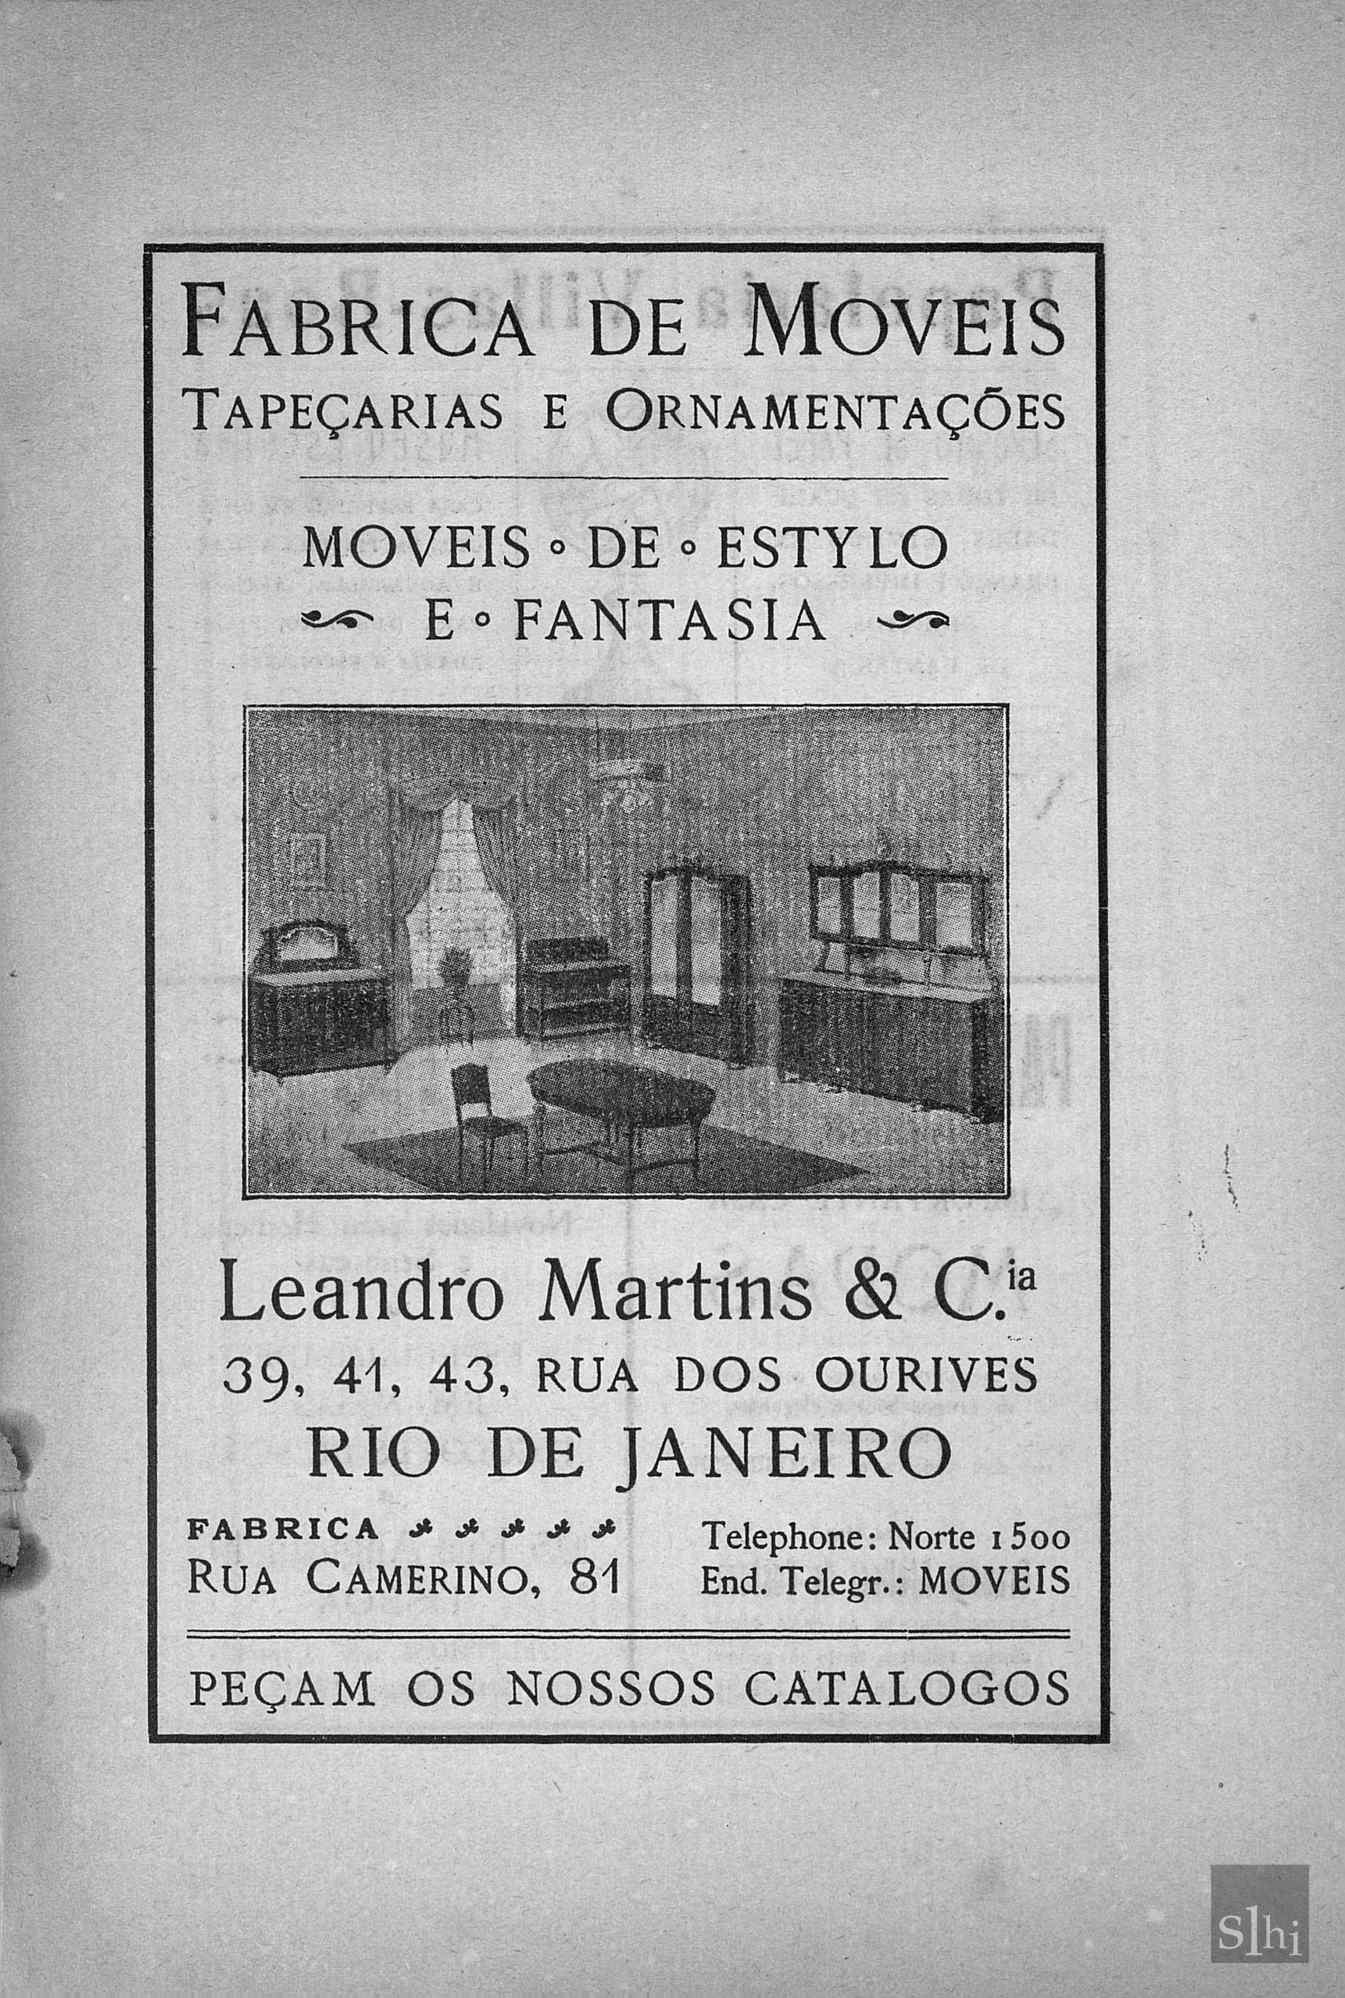 FABRICA DE MOVEIS
TAPEÇARIAS E ORNAMENTAÇÕES
MOVEIS ∘ DE ∘ ESTYLO
E ∘ FANTASIA
Leandro Martins & C.ia
39, 41, 43, RUA DOS OURIVES
RIO DE JANEIRO
FABRICA
RUA CAMERINO, 81
Telephone: Norte 1500
End. Telegr.: MOVEIS
PEÇAM OS NOSSOS CATALOGOS
Slhi